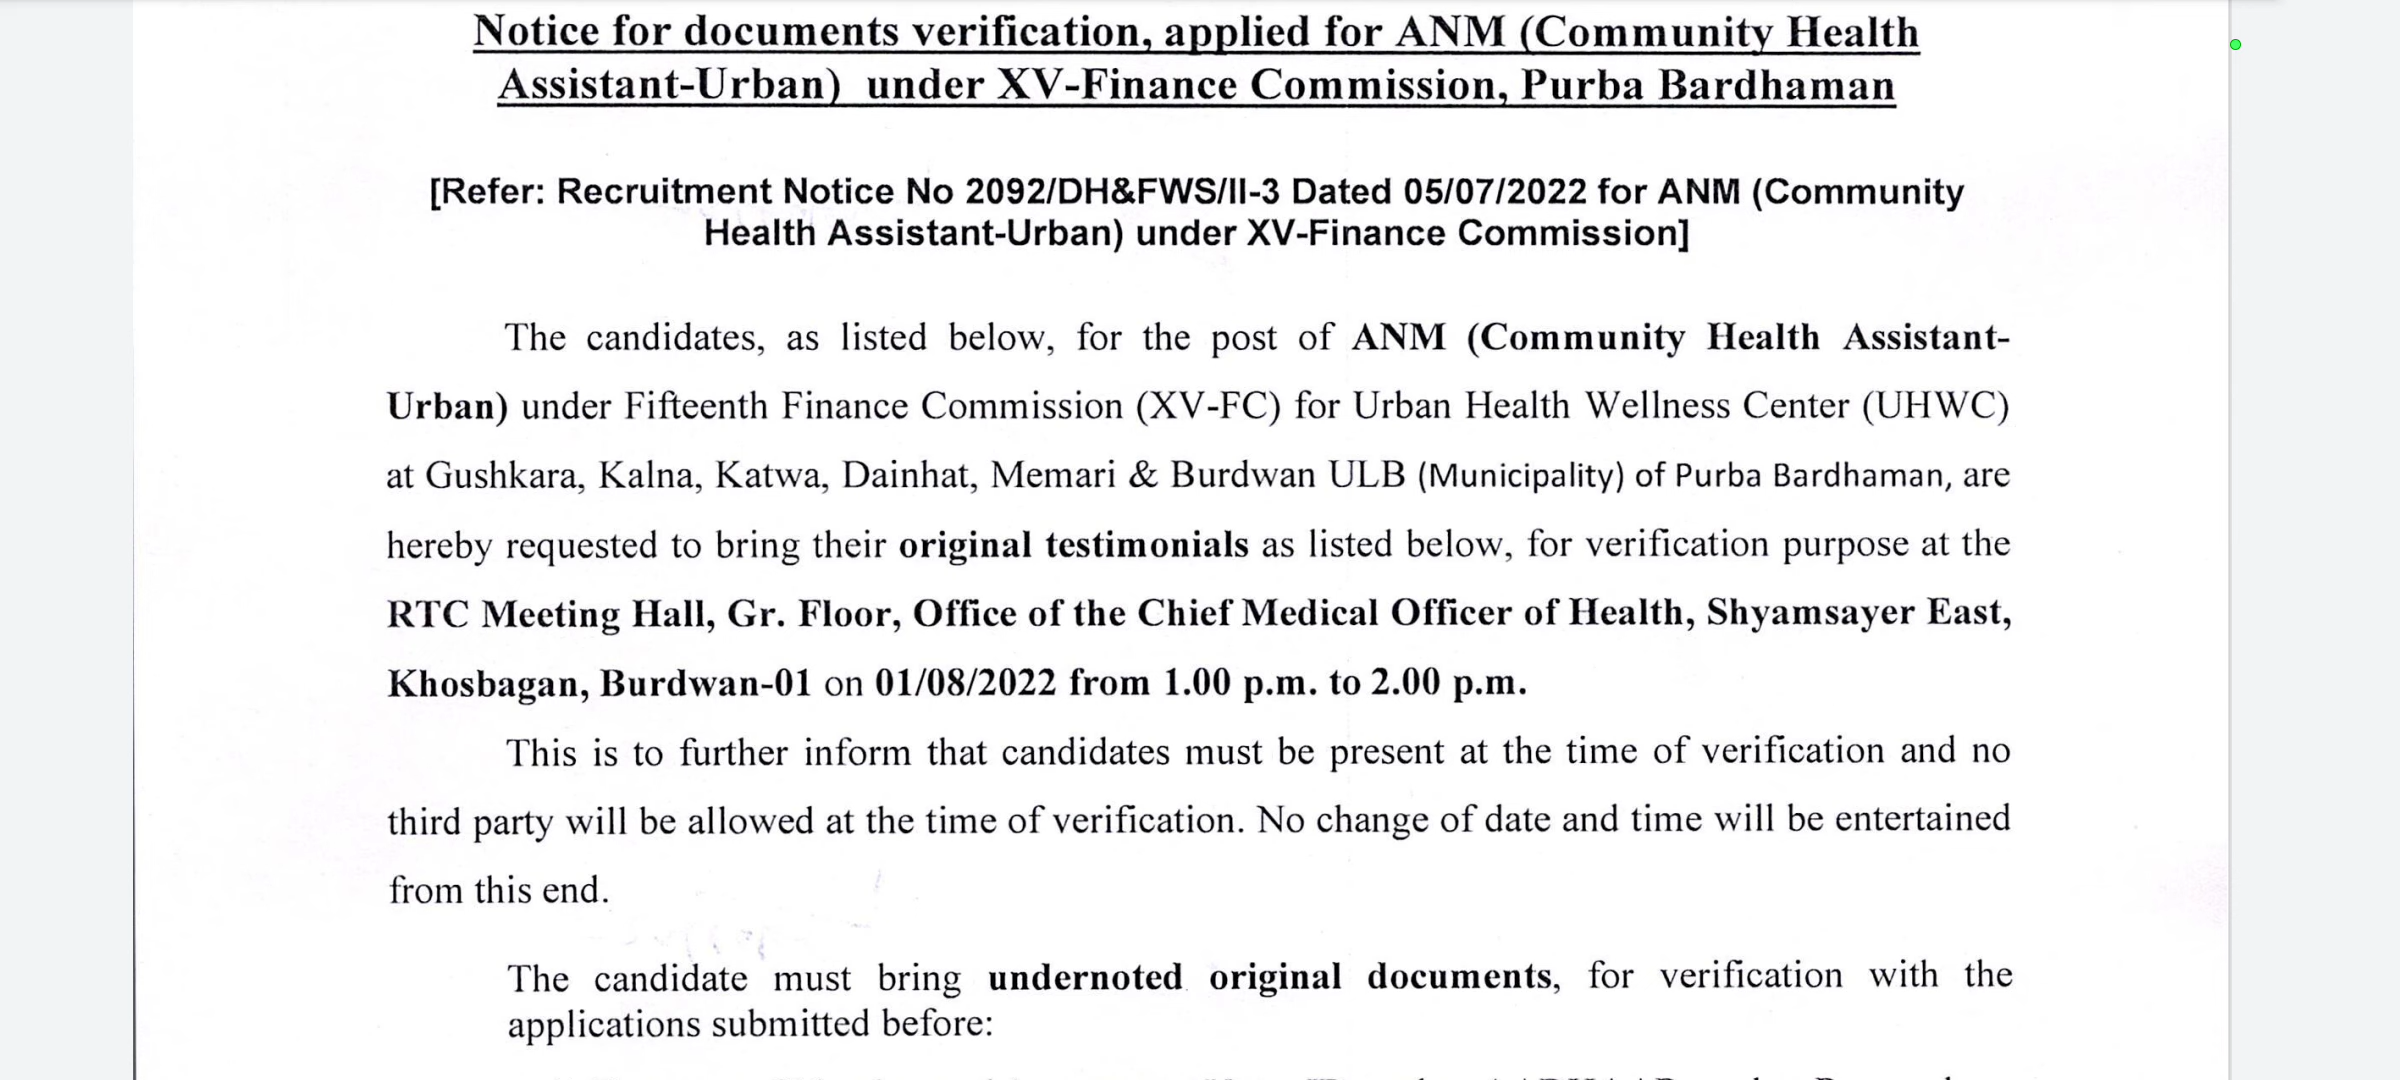 Notice for documents verification, applied for ANM (Community Health
Assistant-Urban) under XV-Finance Commission, Purba Bardhaman
[Refer: Recruitment Notice No 2092/DH&FWS/II-3 Dated 05/07/2022 for ANM (Community
Health Assistant-Urban) under XV-Finance Commission]
The candidates, as listed below, for the post of ANM (Community Health Assistant-
Urban) under Fifteenth Finance Commission (XV-FC) for Urban Health Wellness Center (UHWC)
at Gushkara, Kalna, Katwa, Dainhat, Memari & Burdwan ULB (Municipality) of Purba Bardhaman, are
hereby requested to bring their original testimonials as listed below, for verification purpose at the
RTC Meeting Hall, Gr. Floor, Office of the Chief Medical Officer of Health, Shyamsayer East,
Khosbagan, Burdwan-01 on 01/08/2022 from 1.00 p.m. to 2.00 p.m.
This is to further inform that candidates must be present at the time of verification and no
third party will be allowed at the time of verification. No change of date and time will be entertained
from this end.
The candidate must bring undernoted original documents, for verification with the
applications submitted before: